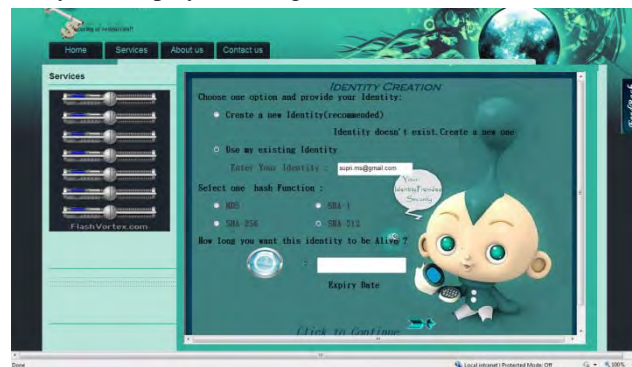 Home Services About us Contact us
Services
IDENTITY CREATION
Choose one option and provide your Identity:
Create a new Identity(recommended)
Identity doesn't exist.Create a new one
Use my existing Identity
Enter Your Identity :
supri.ms@gmail.com
Your
Security
Select one hash Function :
MD5 SHA-1
SHA-256 SHA-512
How long you want this identity to be Alive ?
:
Expiry Date
FlashVortex.com
Click to Continue
Done Local intranet | Protected Mode: Off 100%